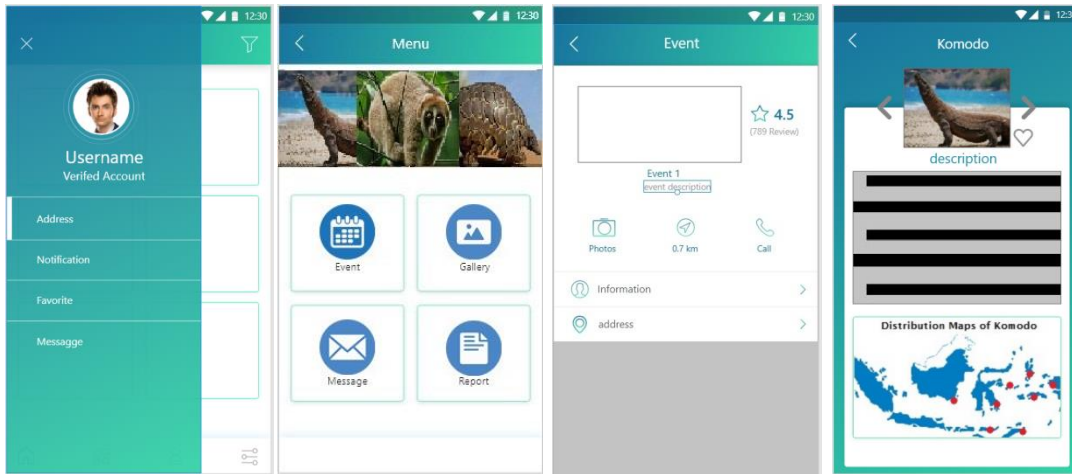 12:30
Username
Verifed Account
Address
Notification
Favorite
Messagge
12:30
Menu
Event
Gallery
Message
Report
12:30
Event
4.5
(789 Review)
Event 1
event description
Photos
0.7 km
Call
Information
address
12:3
Komodo
description
Distribution Maps of Komodo